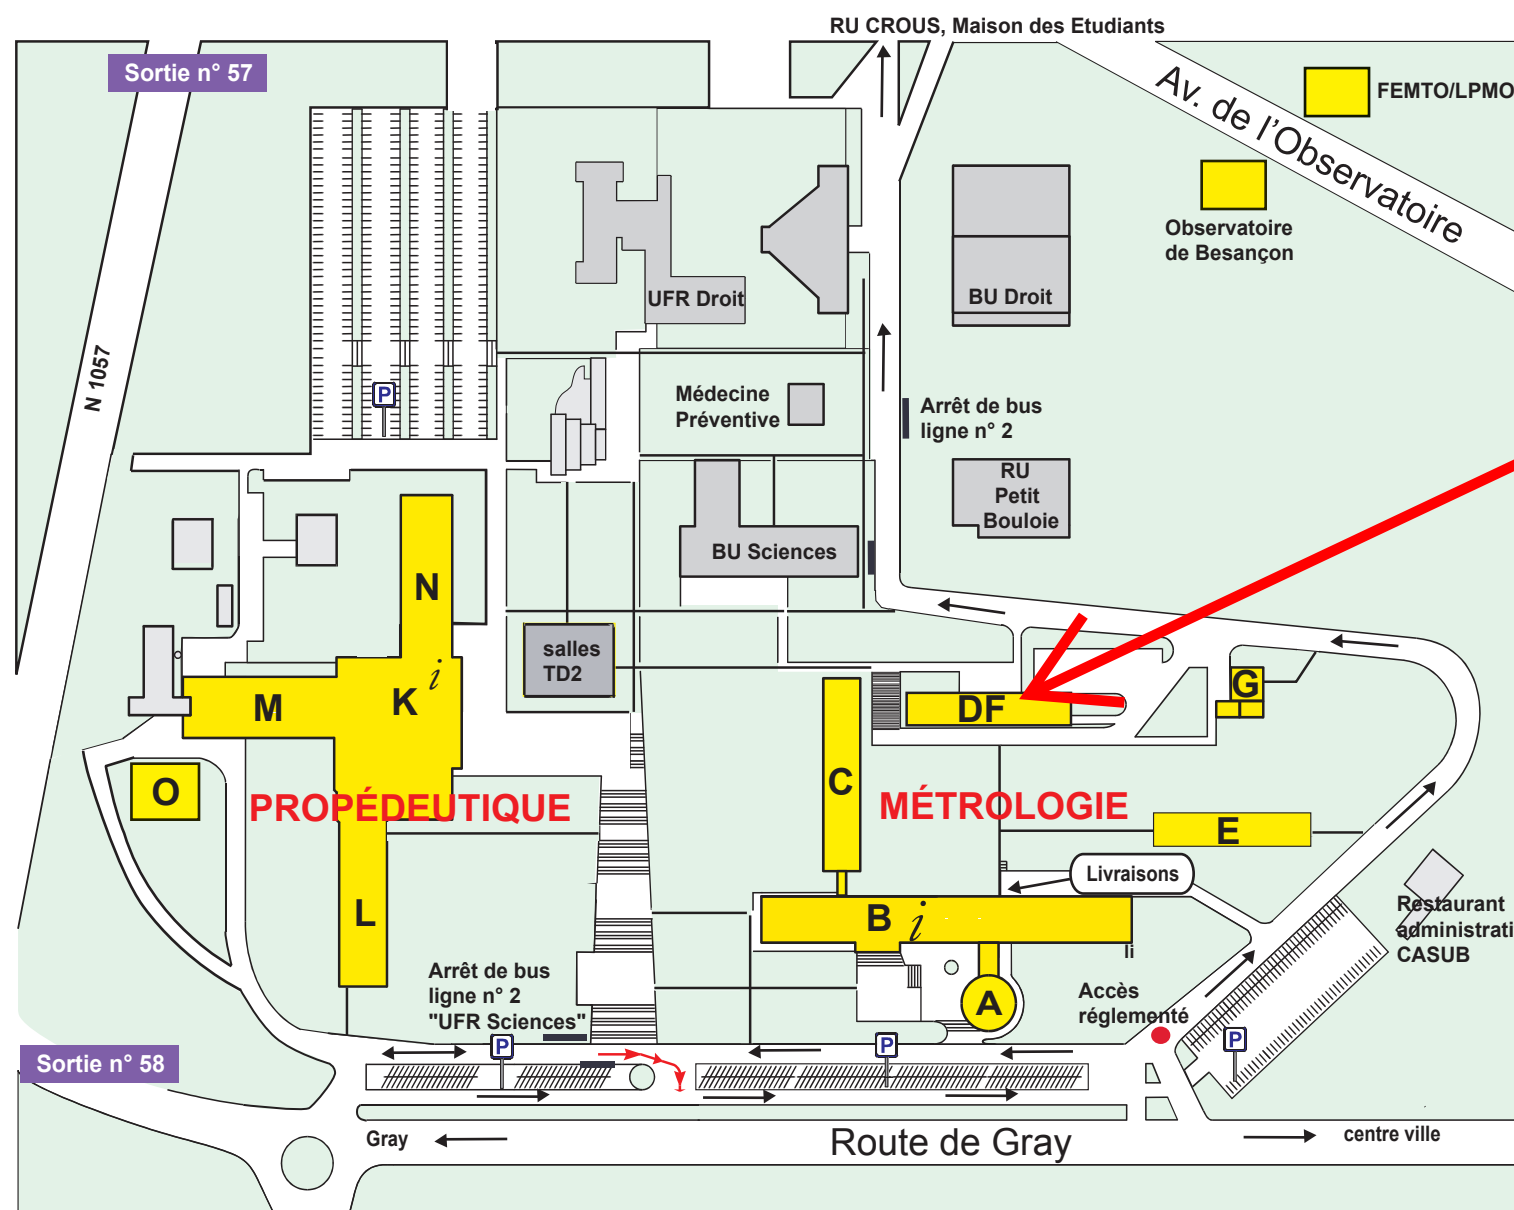 RU CROUS, Maison des Etudiants
Sortie n° 57
FEMTO/LPMO
Av. de l'Observatoire
Observatoire
de Besançon
UFR Droit
BU Droit
N 1057
P
Médecine
Préventive
Arrêt de bus
ligne n° 2
RU
Petit
Bouloie
BU Sciences
N
salles
TD2
K i
M
G
DF
O
C
PROPÉDEUTIQUE
MÉTROLOGIE
E
Livraisons
L
B i
Restaurant
administrati
CASUB
li
Arrêt de bus
ligne n° 2
"UFR Sciences"
A
Accès
réglementé
P
P
P
Sortie n° 58
Gray
Route de Gray
centre ville